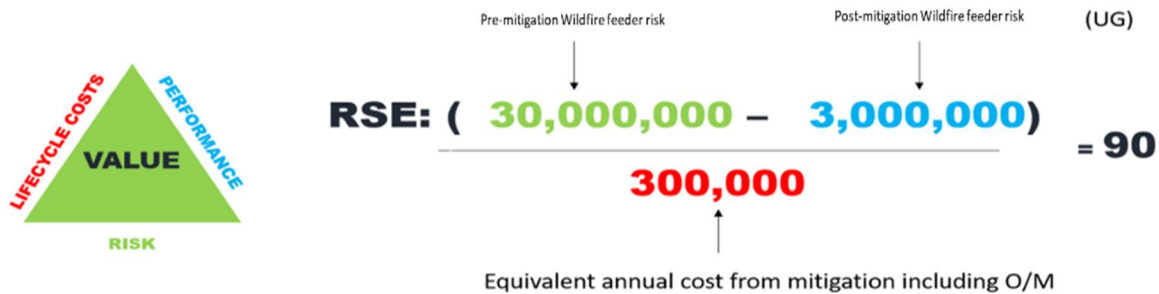 Pre-mitigation Wildfire feeder risk
Post-mitigation Wildfire feeder risk
(UG)
LIFECYCLE COSTS
PERFORMANCE
VALUE
RISK
RSE: ( 30,000,000 – 3,000,000)
300,000
= 90
Equivalent annual cost from mitigation including O/M